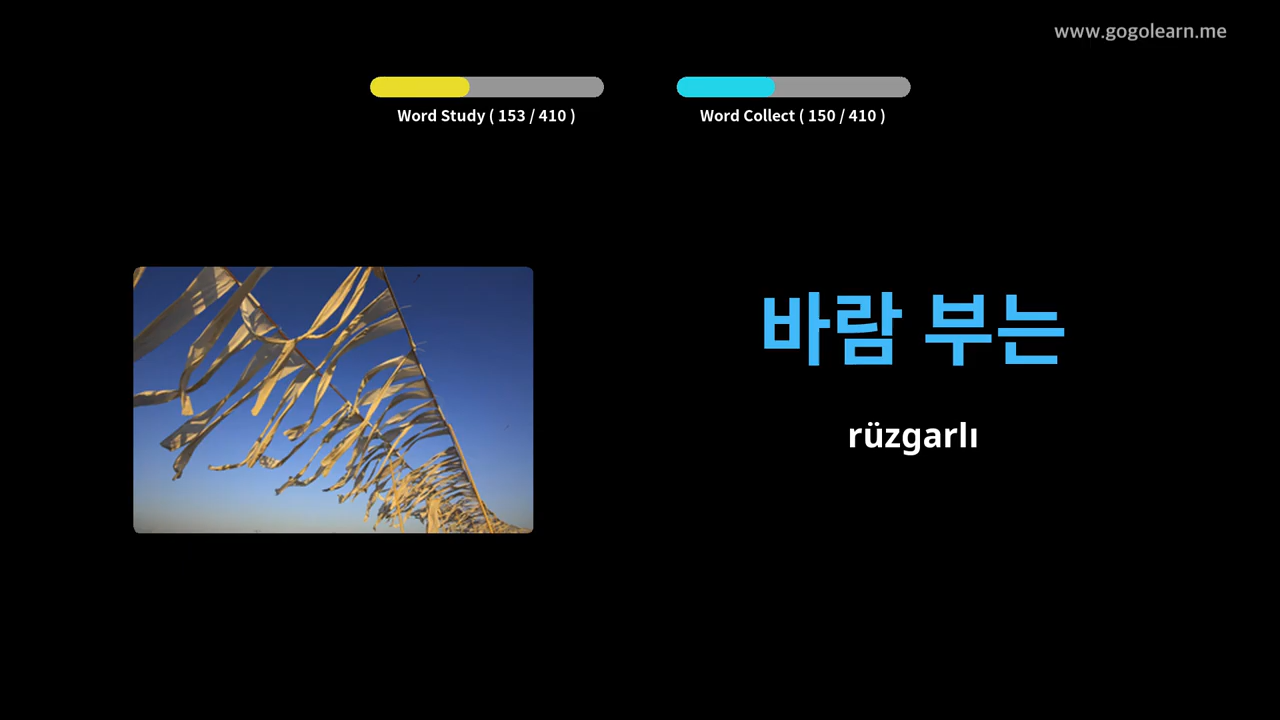 www.gogolearn.me
Word Study ( 153 / 410 )
Word Collect ( 150 / 410 )
바람 부는
rüzgarlı